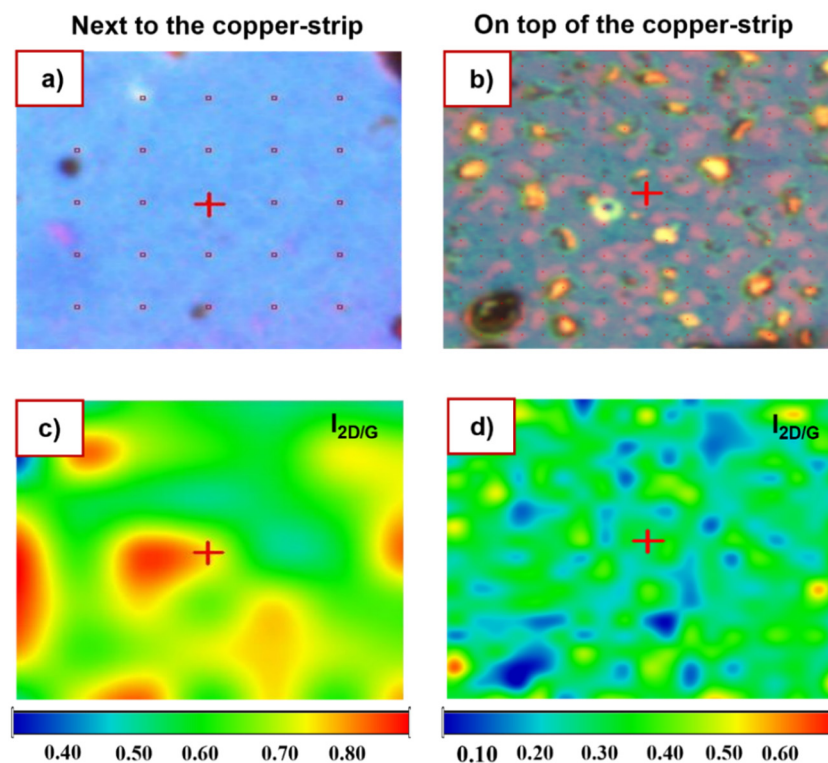 Next to the copper-strip
On top of the copper-strip
a)
b)
c)
I2D/G
d)
I2D/G
0.40 0.50 0.60 0.70 0.80
0.10 0.20 0.30 0.40 0.50 0.60